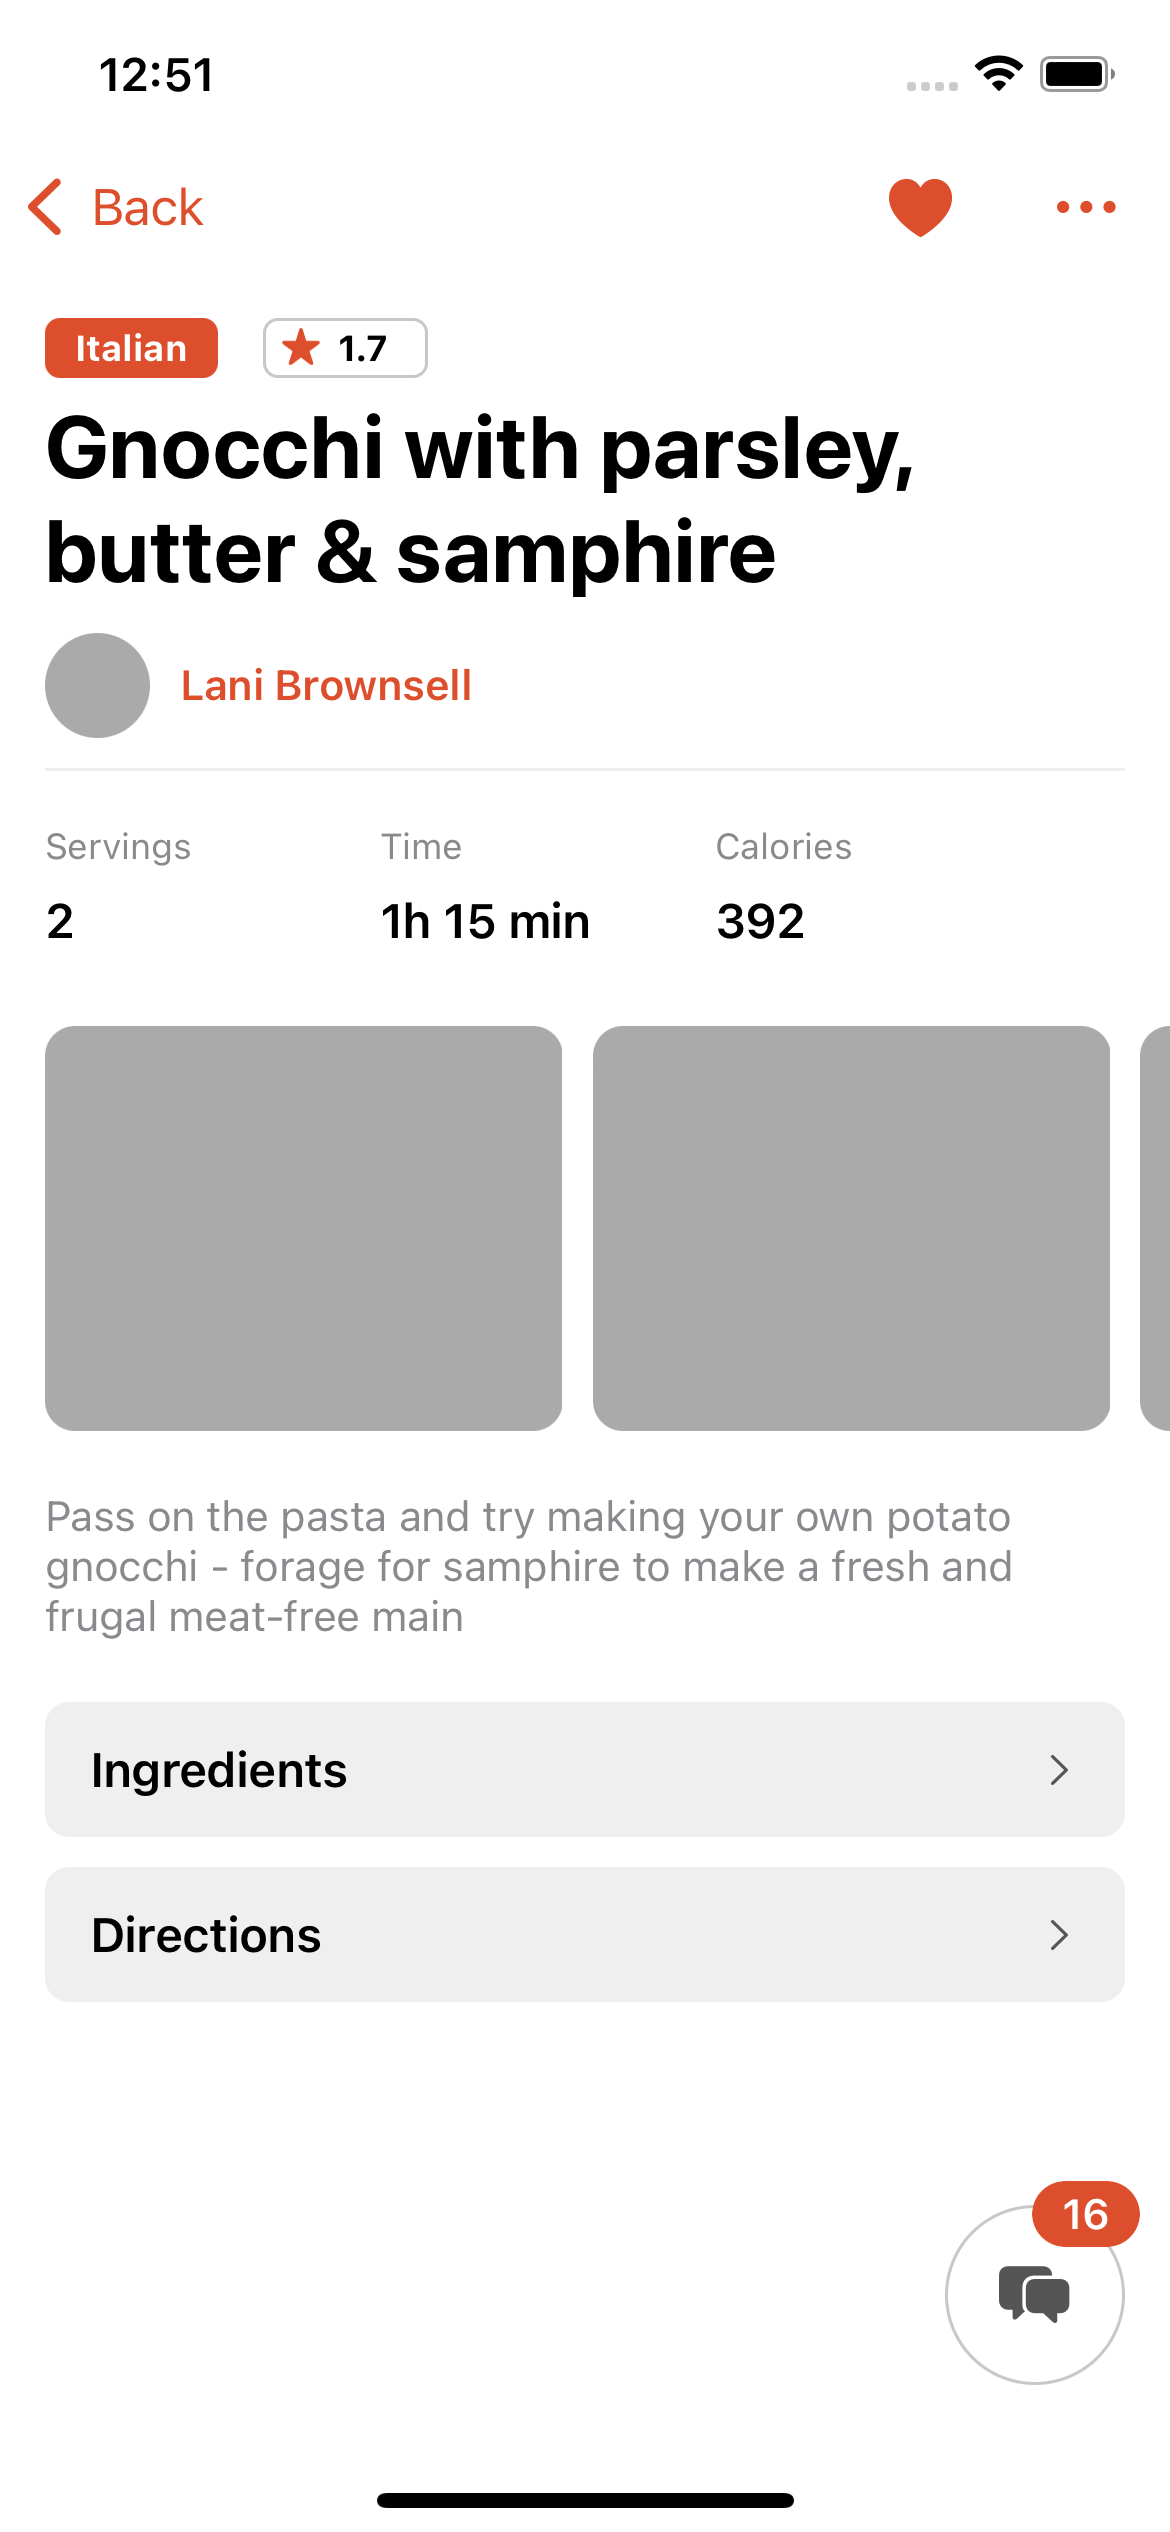 12:51
Back
Italian
1.7
Gnocchi with parsley,
butter & samphire
Lani Brownsell
Servings
Time
Calories
2
1h 15 min
392
Pass on the pasta and try making your own potato
gnocchi - forage for samphire to make a fresh and
frugal meat-free main
Ingredients
Directions
16